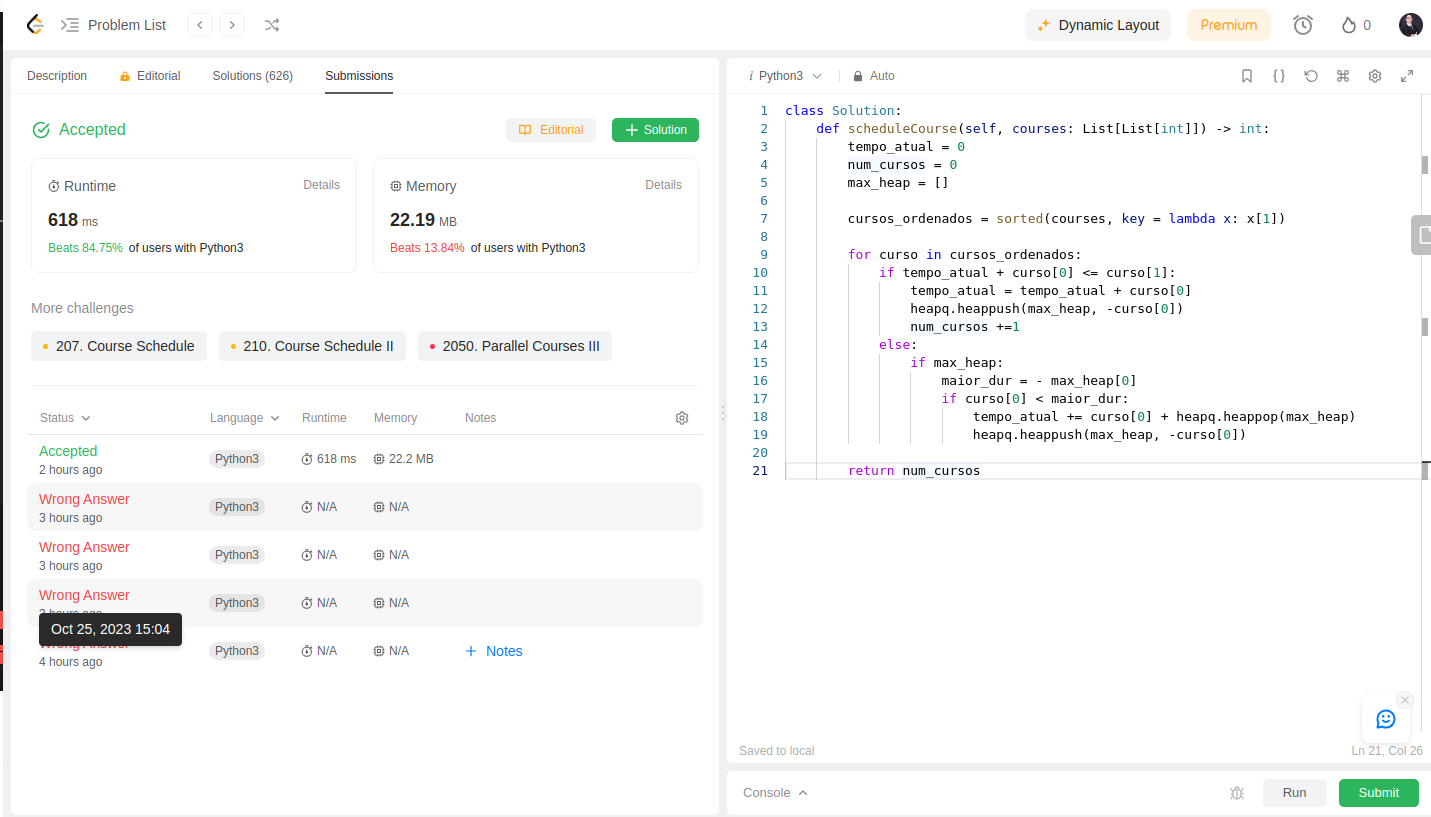 Problem List
Dynamic Layout
Premium
0
Description
Editorial
Solutions (626)
Submissions
Accepted
Editorial
Solution
Runtime
Details
618 ms
Beats 84.75% of users with Python3
Memory
Details
22.19 MB
Beats 13.84% of users with Python3
More challenges
207. Course Schedule
210. Course Schedule II
2050. Parallel Courses III
Status Language Runtime Memory Notes
Accepted
2 hours ago
Python3 618 ms 22.2 MB
Wrong Answer
3 hours ago
Python3 N/A N/A
Wrong Answer
3 hours ago
Python3 N/A N/A
Wrong Answer
3 hours ago
Python3 N/A N/A
Oct 25, 2023 15:04
Wrong Answer
4 hours ago
Python3 N/A N/A + Notes
i Python3
Auto
1 class Solution:
2 def scheduleCourse(self, courses: List[List[int]]) -> int:
3 tempo_atual = 0
4 num_cursos = 0
5 max_heap = []
6
7 cursos_ordenados = sorted(courses, key = lambda x: x[1])
8
9 for curso in cursos_ordenados:
10 if tempo_atual + curso[0] <= curso[1]:
11 tempo_atual = tempo_atual + curso[0]
12 heapq.heappush(max_heap, -curso[0])
13 num_cursos +=1
14 else:
15 if max_heap:
16 maior_dur = - max_heap[0]
17 if curso[0] < maior_dur:
18 tempo_atual += curso[0] + heapq.heappop(max_heap)
19 heapq.heappush(max_heap, -curso[0])
20
21 return num_cursos
Saved to local
Ln 21, Col 26
Console
Run
Submit